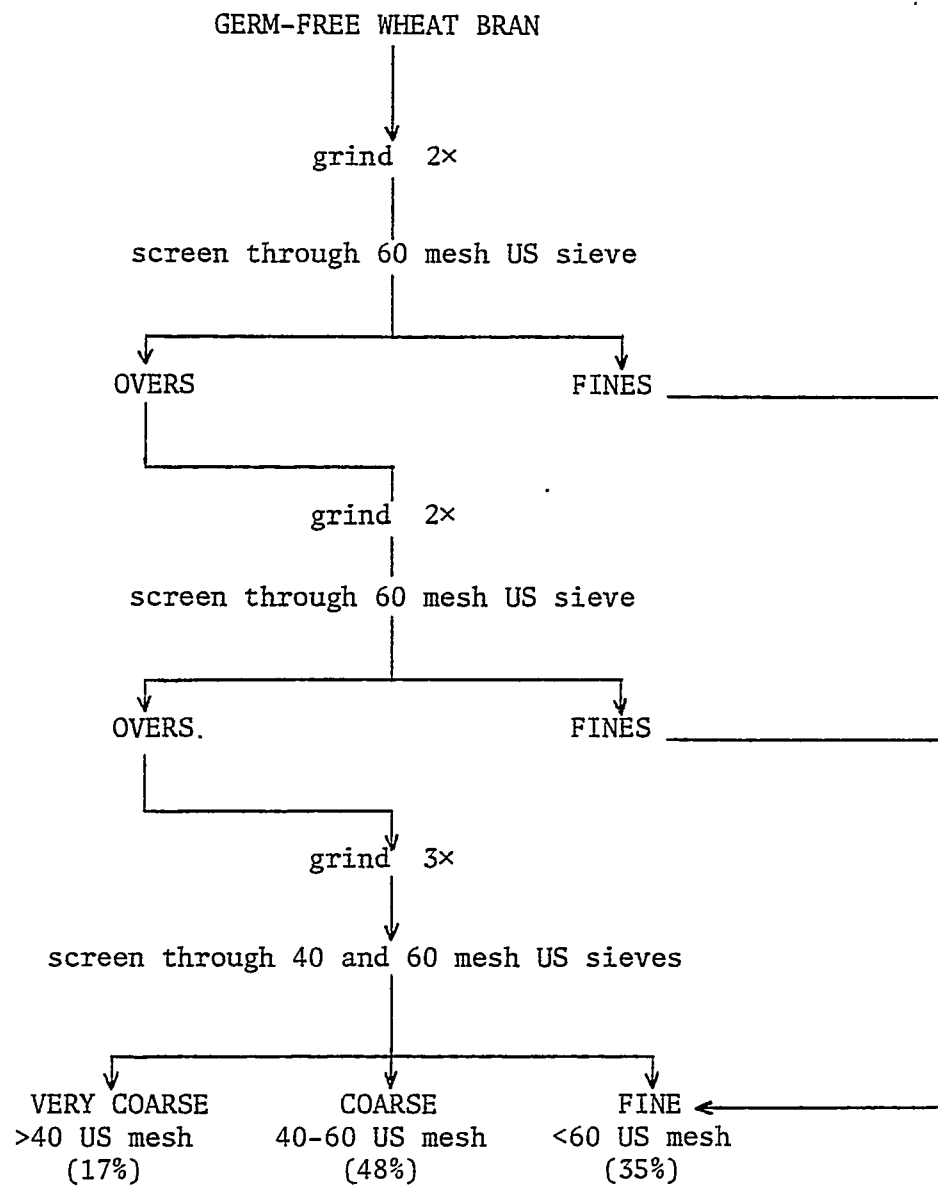 GERM-FREE WHEAT BRAN
grind 2×
screen through 60 mesh US sieve
OVERS
FINES
grind 2×
screen through 60 mesh US sieve
OVERS.
FINES
grind 3×
screen through 40 and 60 mesh US sieves
VERY COARSE
>40 US mesh
(17%)
COARSE
40-60 US mesh
(48%)
FINE
<60 US mesh
(35%)